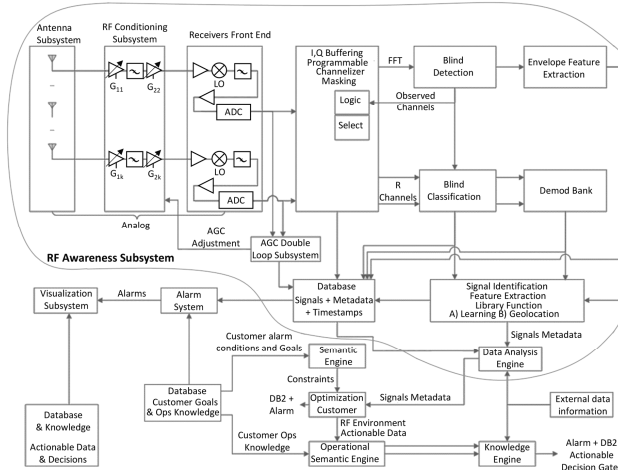 Antenna
Subsystem
RF Conditioning
Subsystem
Receivers Front End
G11
G22
LO
ADC
G1k
G2k
LO
ADC
Analog
I,Q Buffering
Programmable
Channelizer
Masking
Logic
Select
FFT
Blind
Detection
Envelope Feature
Extraction
Observed
Channels
R
Channels
Blind
Classification
Demod Bank
AGC
Adjustment
AGC Double
Loop Subsystem
RF Awareness Subsystem
Visualization
Subsystem
Alarms
Alarm
System
Database
Signals + Metadata
+ Timestamps
Signal Identification
Feature Extraction
Library Function
A) Learning B) Geolocation
Signals Metadata
Customer alarm
conditions and Goals
Semantic
Engine
Data Analysis
Engine
Constraints
Database
Customer Goals
& Ops Knowledge
DB2 +
Alarm
Optimization
Customer
Signals Metadata
External data
information
Database
& Knowledge
Actionable Data
& Decisions
RF Environment
Actionable Data
Customer Ops
Knowledge
Operational
Semantic Engine
Knowledge
Engine
Alarm + DB2
Actionable
Decision Gate